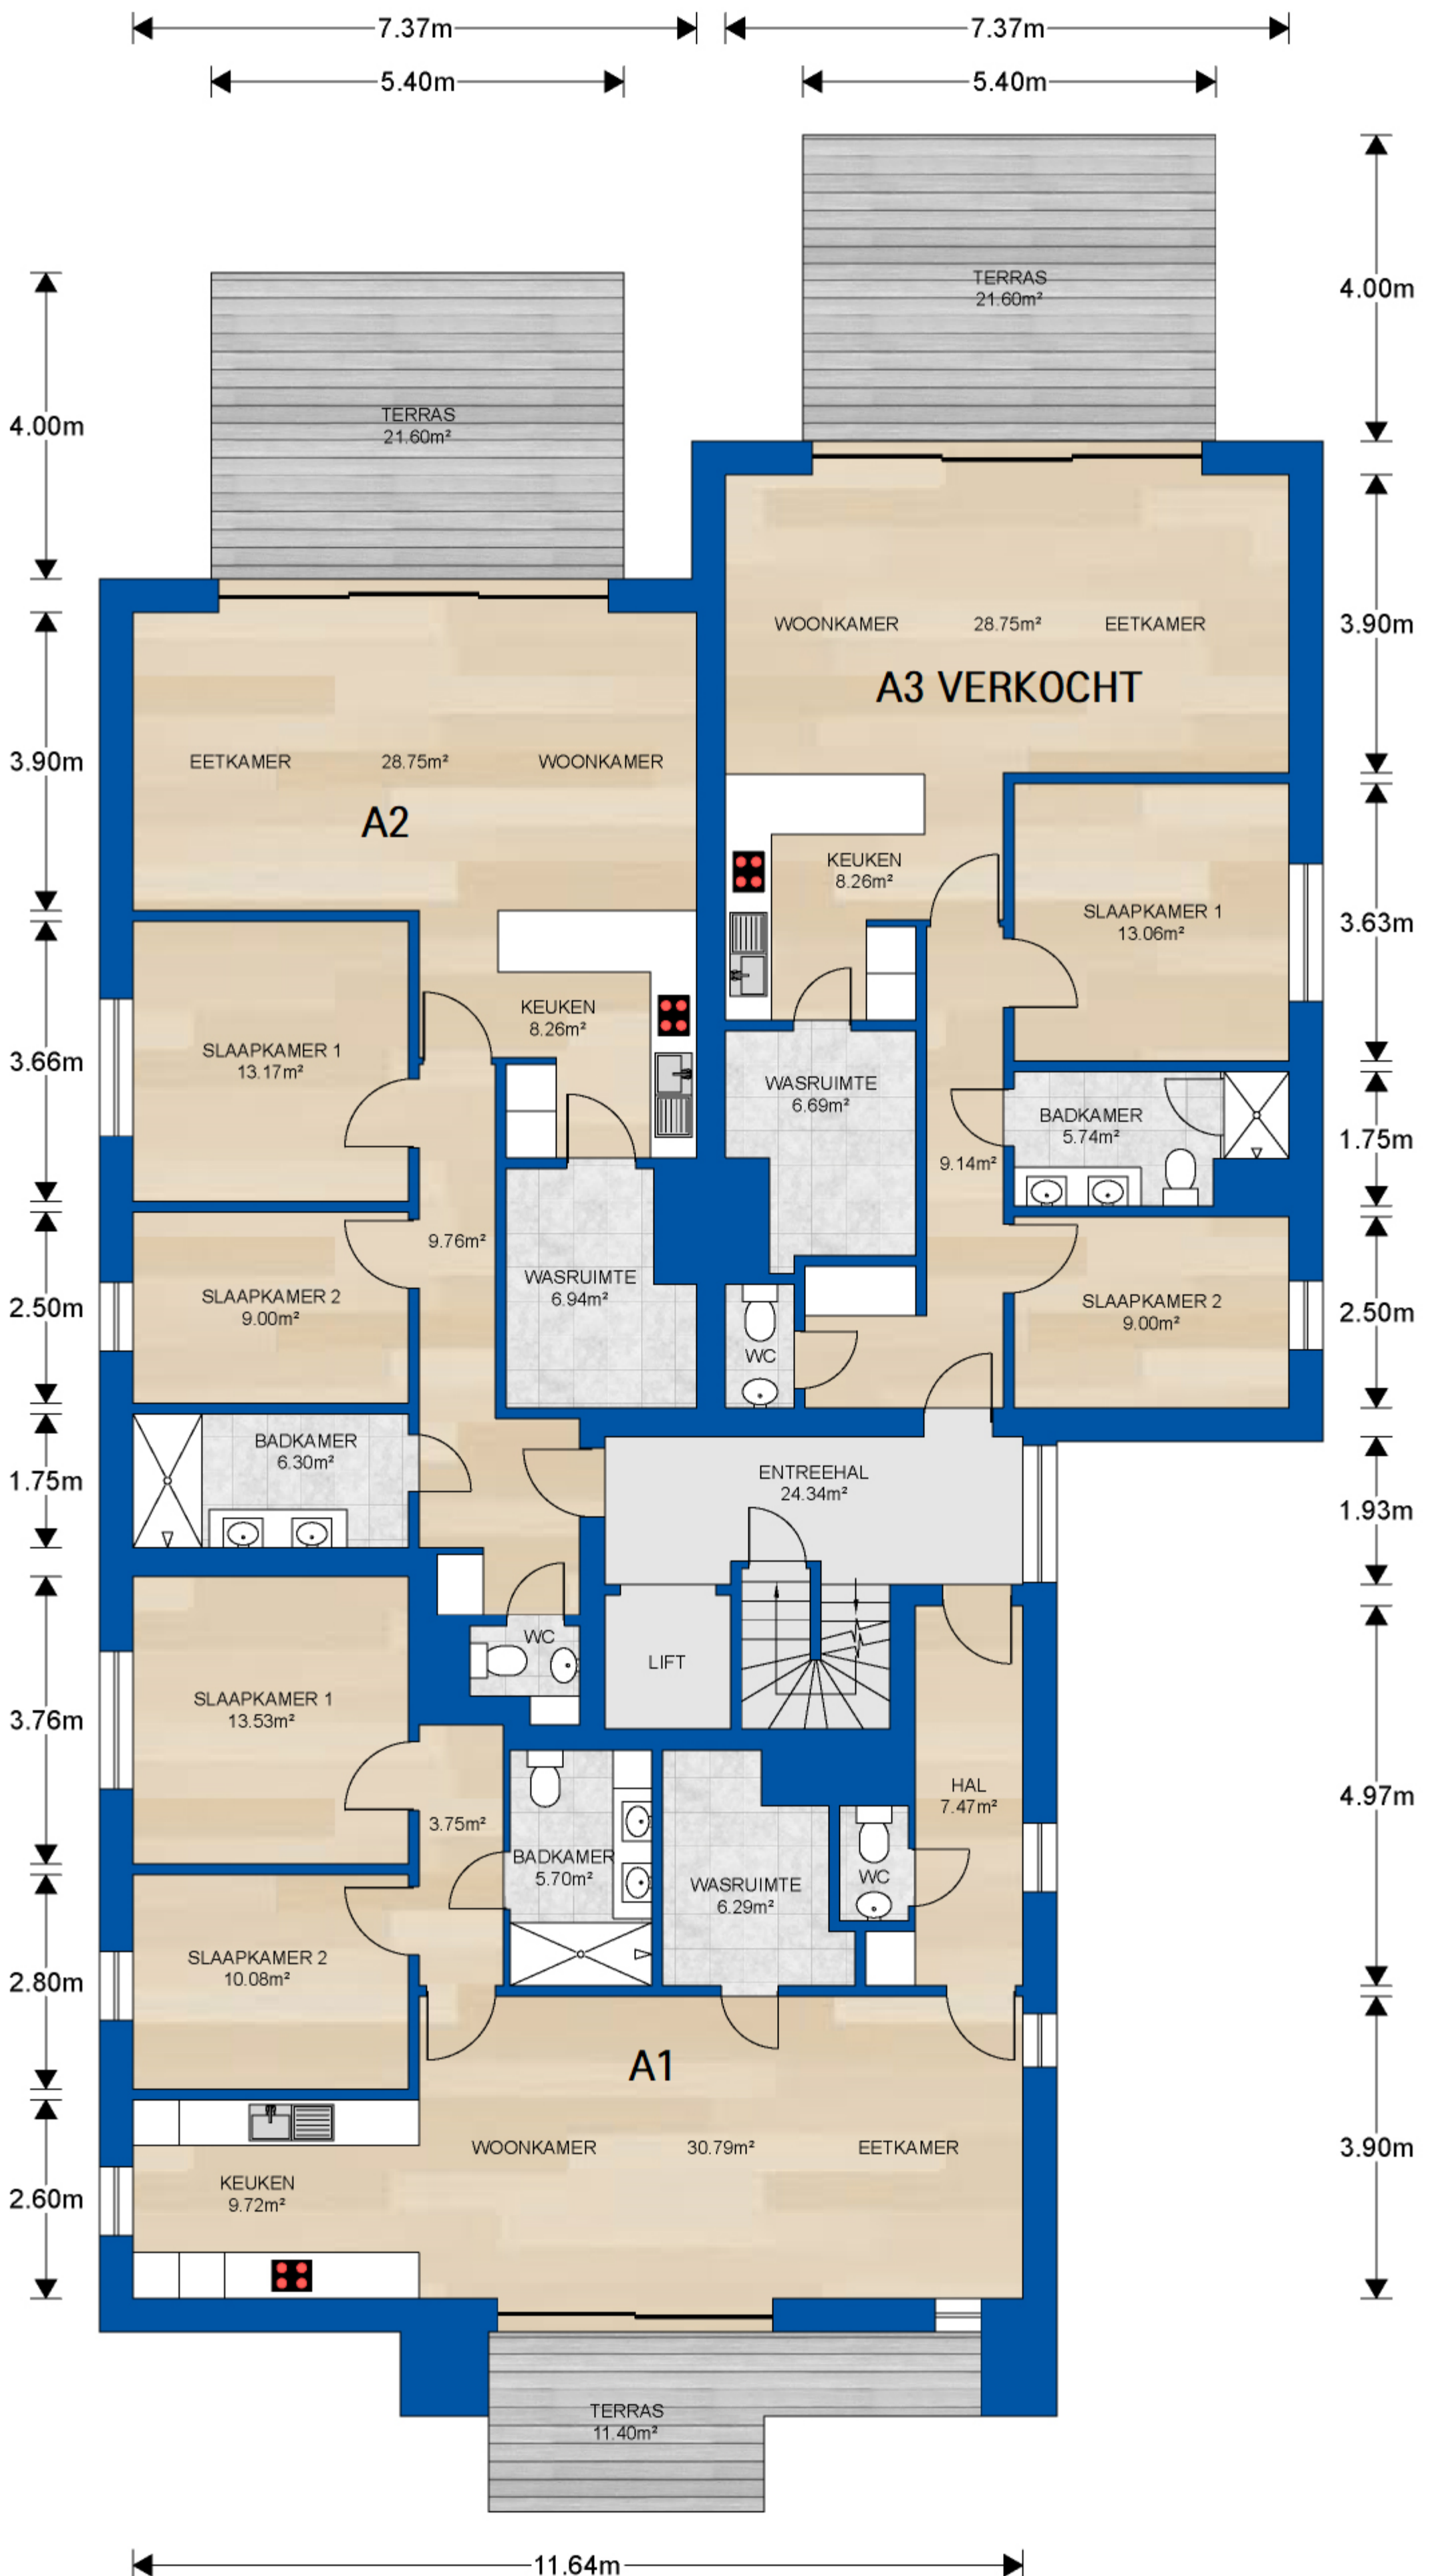 7.37m
7.37m
5.40m
5.40m
TERRAS
21.60m²
4.00m
TERRAS
21.60m²
4.00m
WOONKAMER 28.75m² EETKAMER
3.90m
A3 VERKOCHT
EETKAMER 28.75m² WOONKAMER
3.90m
A2
KEUKEN
8.26m²
SLAAPKAMER 1
13.06m²
3.63m
KEUKEN
8.26m²
SLAAPKAMER 1
13.17m²
3.66m
WASRUIMTE
6.69m²
BADKAMER
5.74m²
1.75m
9.14m²
9.76m²
WASRUIMTE
6.94m²
SLAAPKAMER 2
9.00m²
2.50m
SLAAPKAMER 2
9.00m²
2.50m
WC
BADKAMER
6.30m²
1.75m
ENTREEHAL
24.34m²
1.93m
WC
LIFT
SLAAPKAMER 1
13.53m²
3.76m
HAL
7.47m²
4.97m
3.75m²
BADKAMER
5.70m²
WASRUIMTE
6.29m²
WC
SLAAPKAMER 2
10.08m²
2.80m
A1
WOONKAMER 30.79m² EETKAMER
3.90m
KEUKEN
9.72m²
2.60m
TERRAS
11.40m²
11.64m